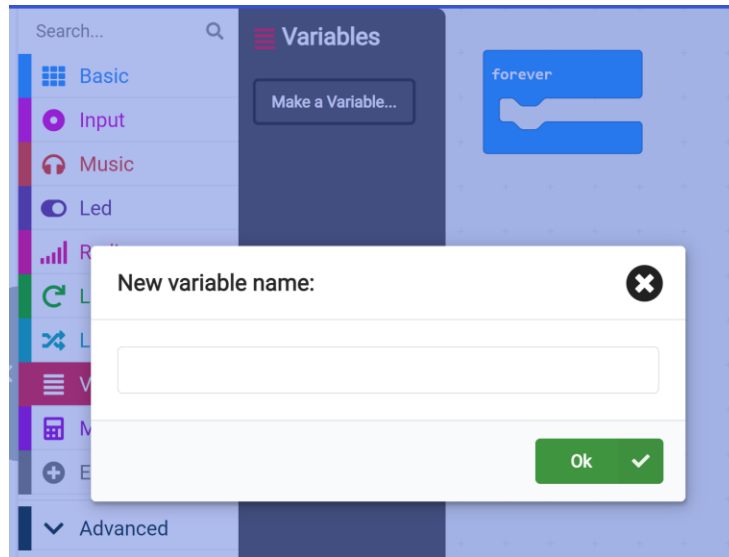 Search...
Basic
Input
Music
Led
Variables
Make a Variable...
forever
New variable name:
Ok
Advanced